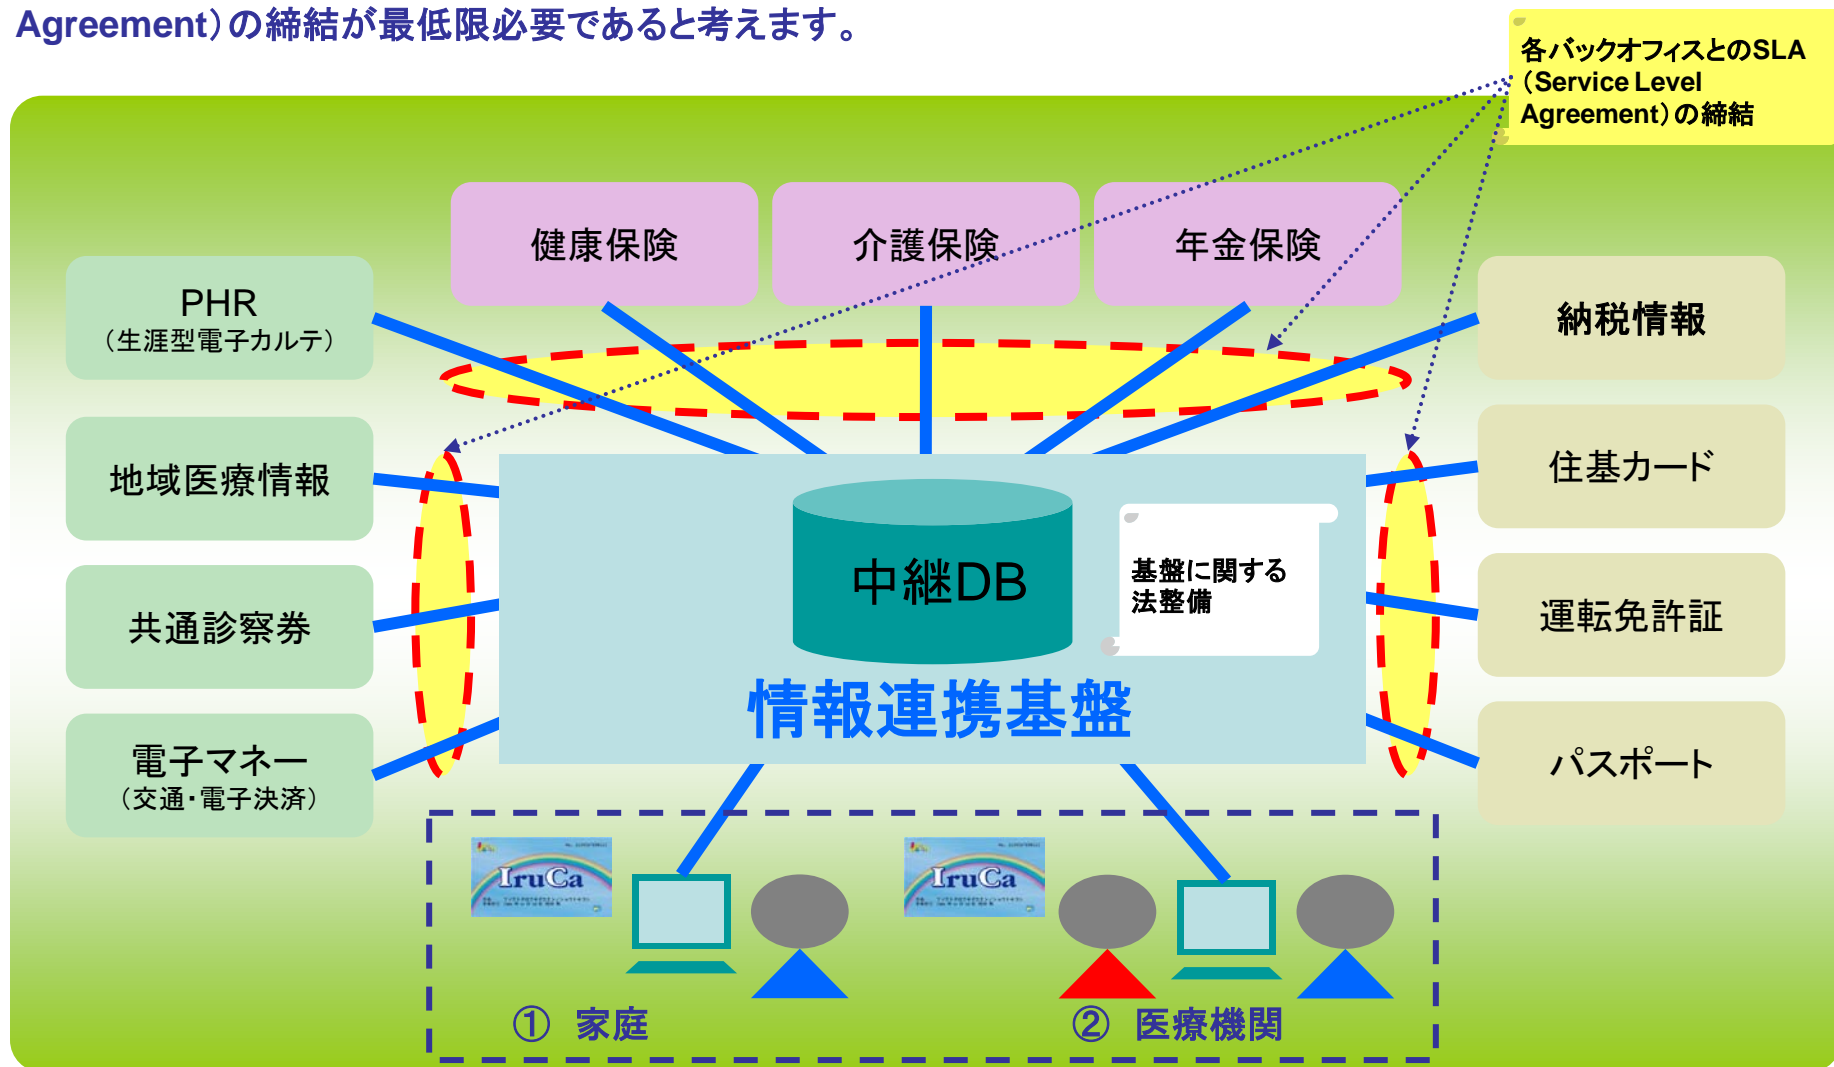 Agreement）の締結が最低限必要であると考えます。
各バックオフィスとのSLA
（Service Level
Agreement）の締結
健康保険
介護保険
年金保険
PHR
（生涯型電子カルテ）
納税情報
地域医療情報
住基カード
中継DB
基盤に関する
法整備
共通診察券
運転免許証
情報連携基盤
電子マネー
（交通・電子決済）
パスポート
IruCa
IruCa
① 家庭
② 医療機関